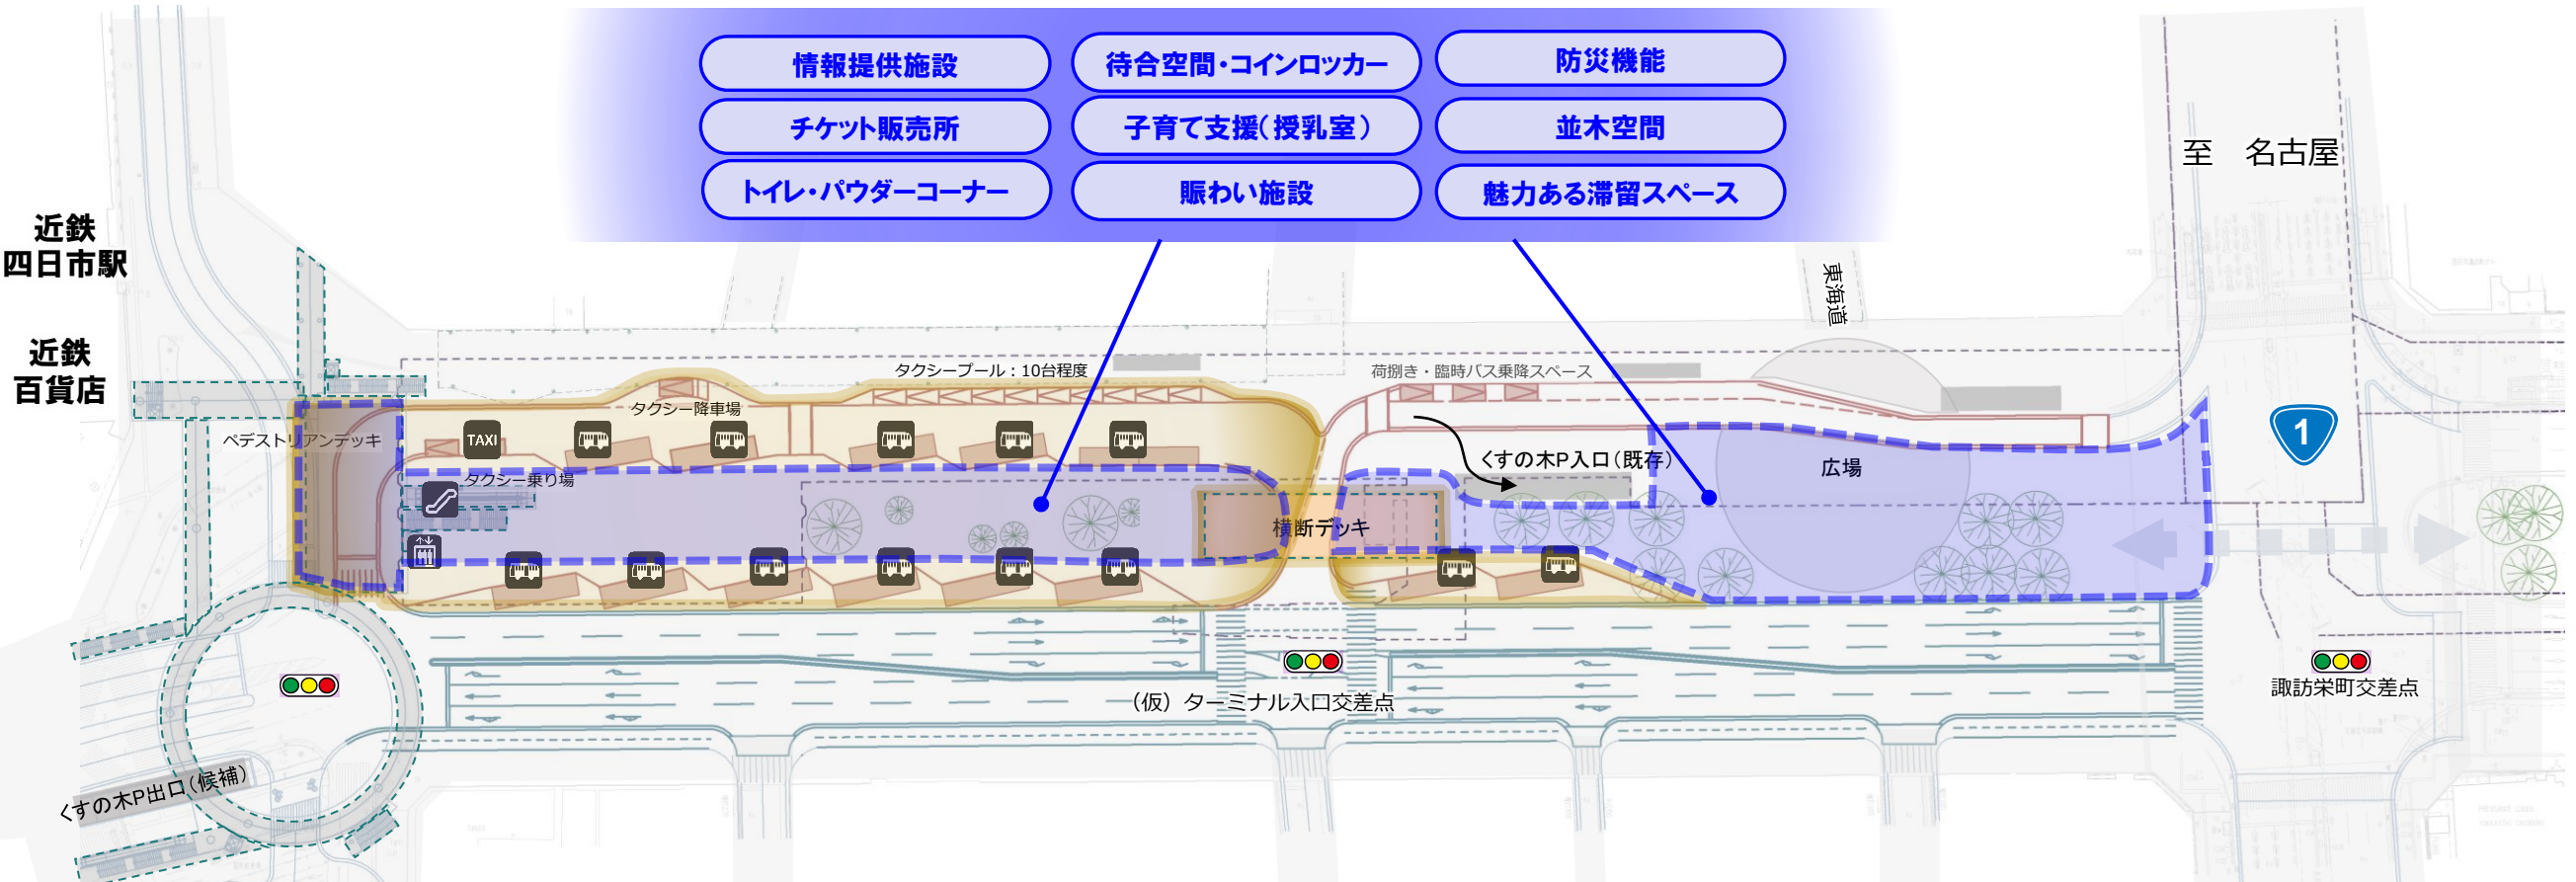 情報提供施設
待合空間・コインロッカー
防災機能
チケット販売所
子育て支援（授乳室）
並木空間
トイレ・パウダーコーナー
賑わい施設
魅力ある滞留スペース
至　名古屋
近鉄
四日市駅
東海道
近鉄
百貨店
タクシープール：10台程度
荷捌き・臨時バス乗降スペース
タクシー降車場
ペデストリアンデッキ
TAXI
1
くすの木P入口（既存）
広場
タクシー乗り場
横断デッキ
（仮）ターミナル入口交差点
諏訪栄町交差点
くすの木P出口（候補）